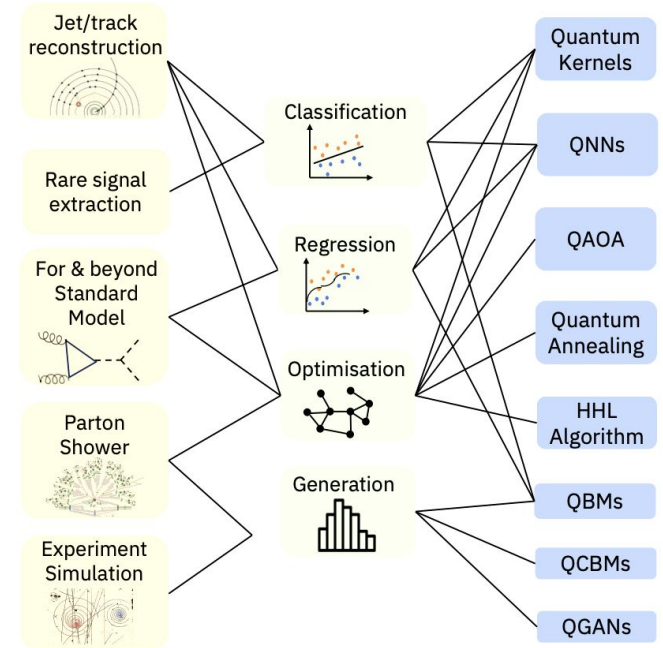 Jet/track
reconstruction
Rare signal
extraction
For & beyond
Standard
Model
Parton
Shower
Experiment
Simulation
Classification
Regression
Optimisation
Generation
Quantum
Kernels
QNNs
QAOA
Quantum
Annealing
HHL
Algorithm
QBMs
QCBMs
QGANs